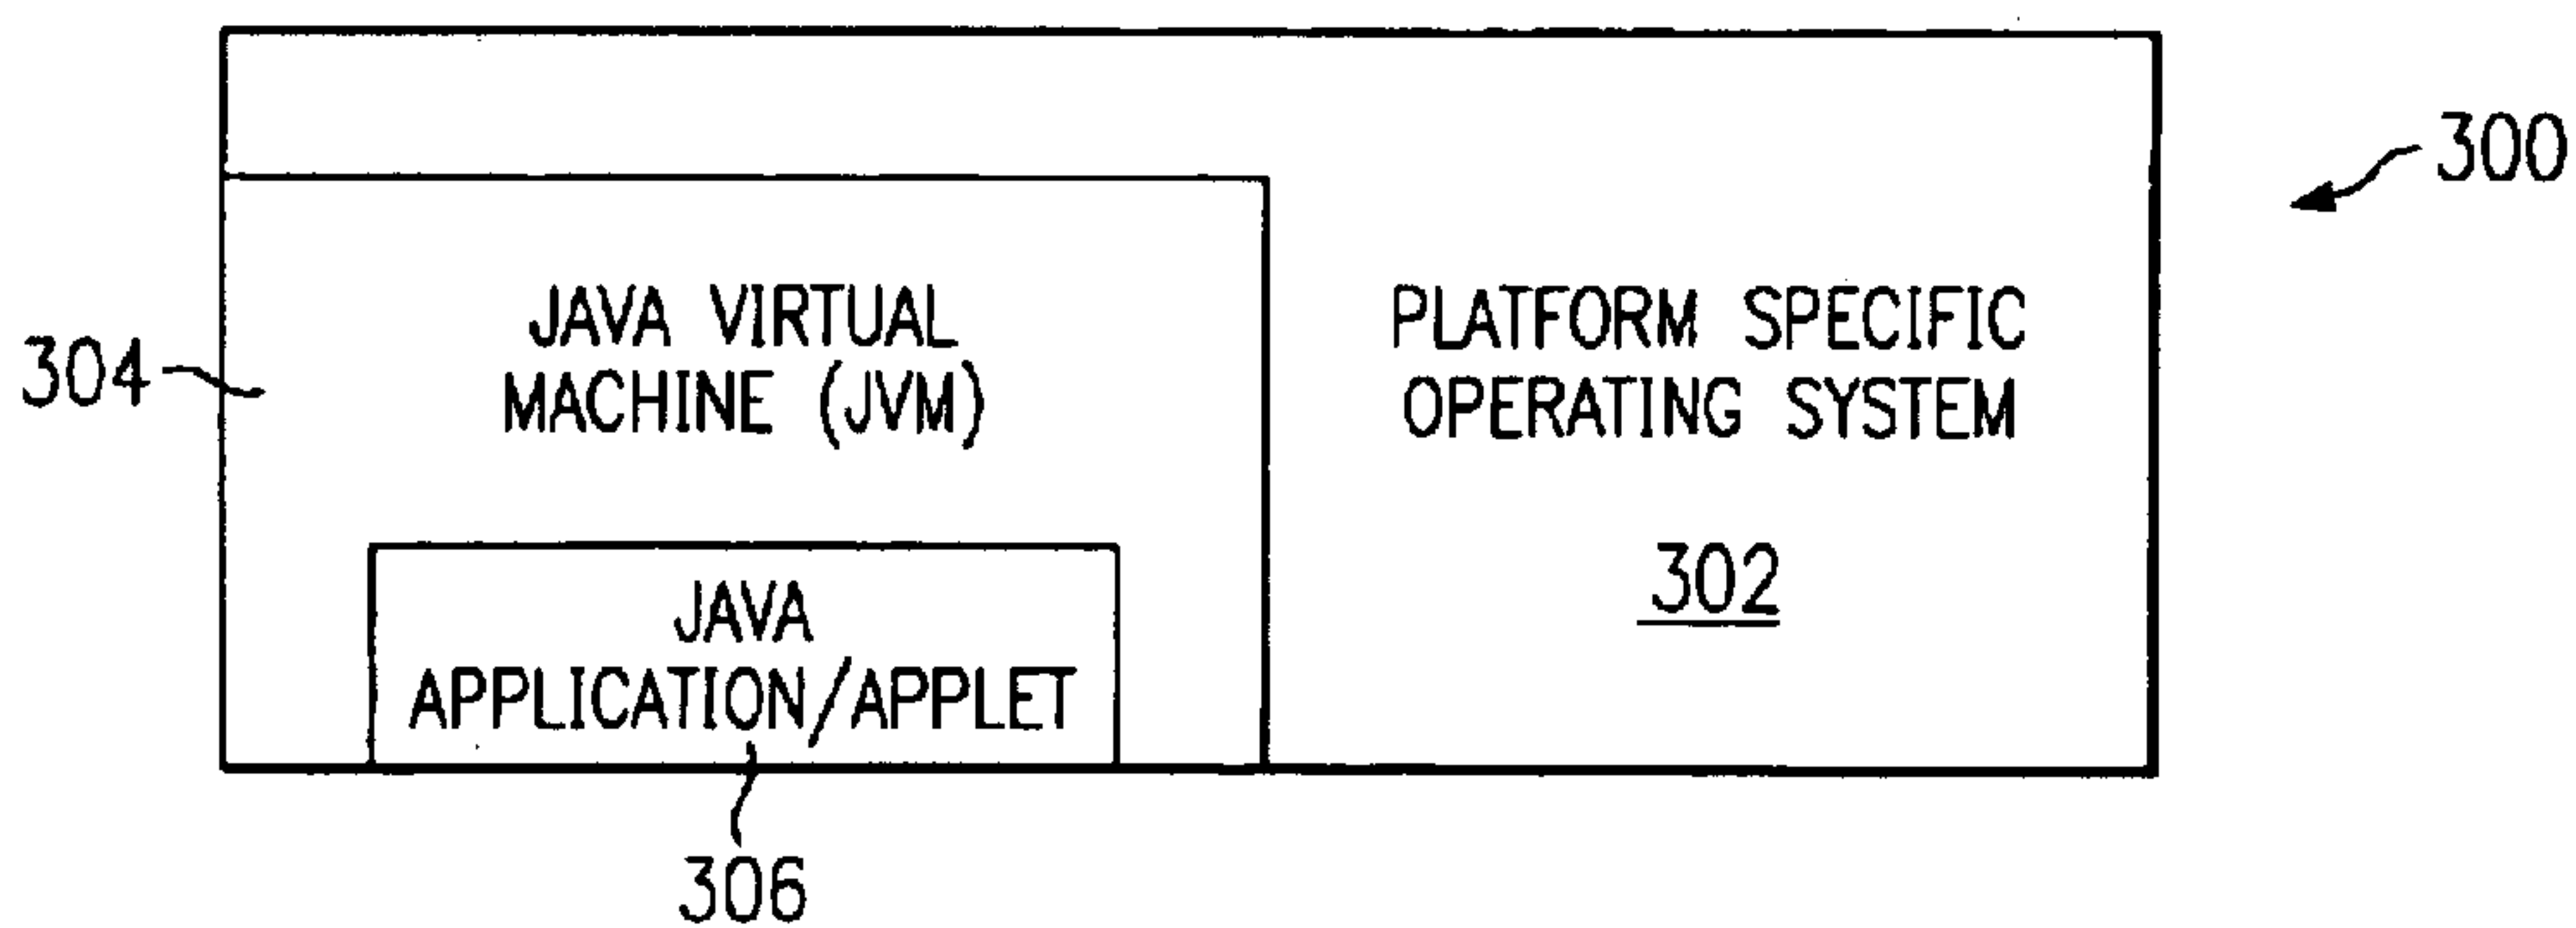 300
304
JAVA VIRTUAL
MACHINE (JVM)
PLATFORM SPECIFIC
OPERATING SYSTEM
302
JAVA
APPLICATION/APPLET
306